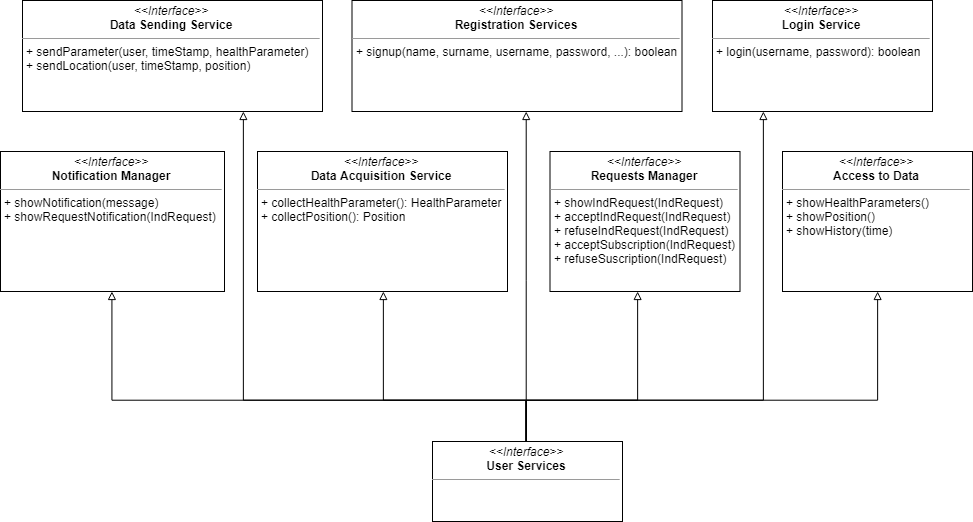 <<Interface>>
Data Sending Service
+ sendParameter(user, timeStamp, healthParameter)
+ sendLocation(user, timeStamp, position)
<<Interface>>
Registration Services
+ signup(name, surname, username, password, ...): boolean
<<Interface>>
Login Service
+ login(username, password): boolean
<<Interface>>
Notification Manager
+ showNotification(message)
+ showRequestNotification(IndRequest)
<<Interface>>
Data Acquisition Service
+ collectHealthParameter(): HealthParameter
+ collectPosition(): Position
<<Interface>>
Requests Manager
+ showIndRequest(IndRequest)
+ acceptIndRequest(IndRequest)
+ refuseIndRequest(IndRequest)
+ acceptSubscription(IndRequest)
+ refuseSuscription(IndRequest)
<<Interface>>
Access to Data
+ showHealthParameters()
+ showPosition()
+ showHistory(time)
<<Interface>>
User Services